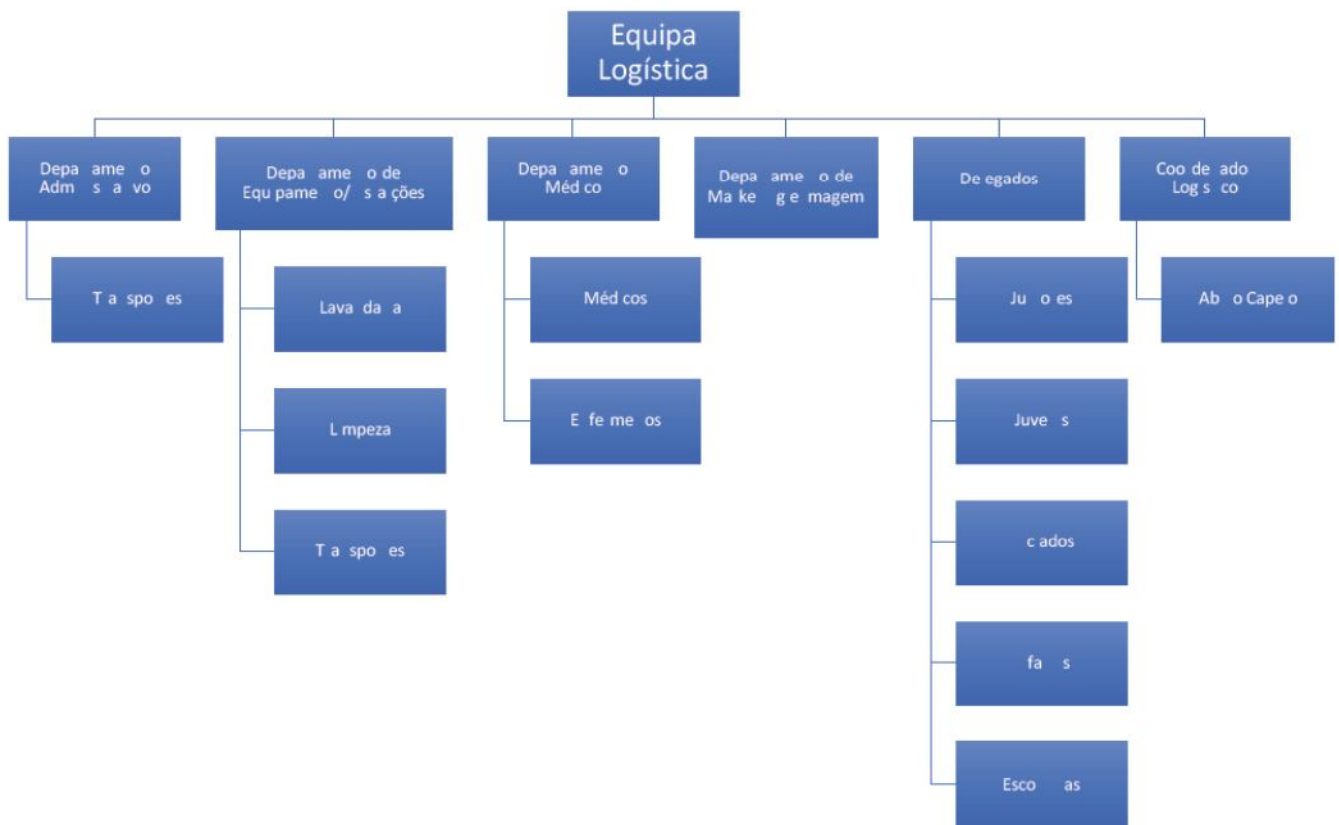 Equipa
Logística
Depa ame o
Adm s a vo
Depa ame o de
Equ pame o/ s a ções
Depa ame o
Méd co
Depa ame o de
Ma ke g e magem
De egados
Coo de ado
Log s co
T a spo es
Lava da a
Méd cos
Ju o es
Ab o Cape o
L mpeza
E fe me os
Juve s
T a spo es
c ados
fa s
Esco as